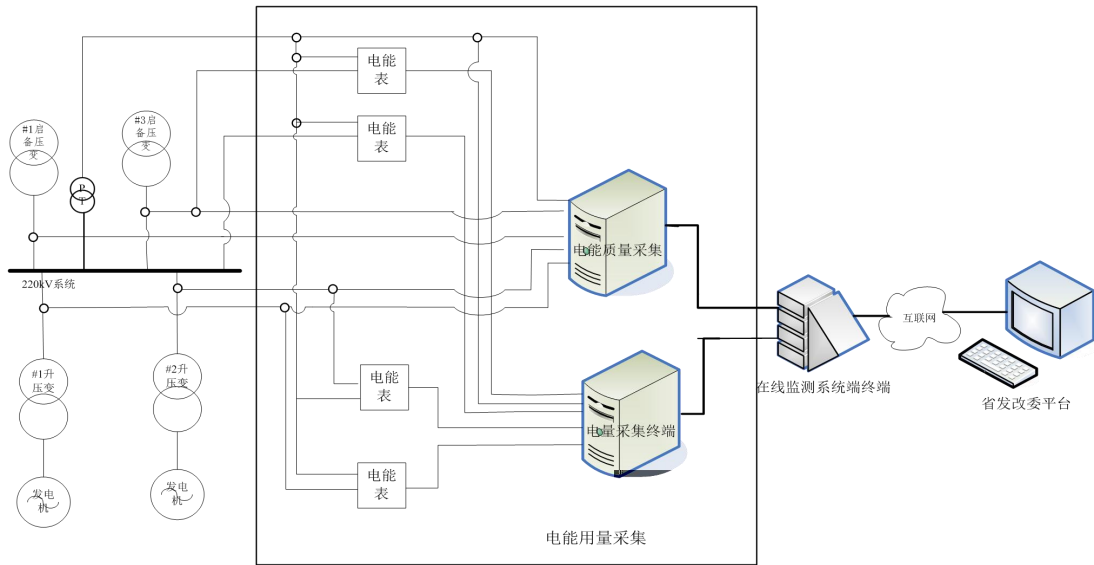 电能
表
电能
表
#1启
备压
变
#3启
备压
变
P
T
220kV系统
电能质量采集
互联网
#1升
压变
#2升
压变
电能
表
在线监测系统端终端
省发改委平台
电量采集终端
发电
机
发电
机
电能
表
电能用量采集